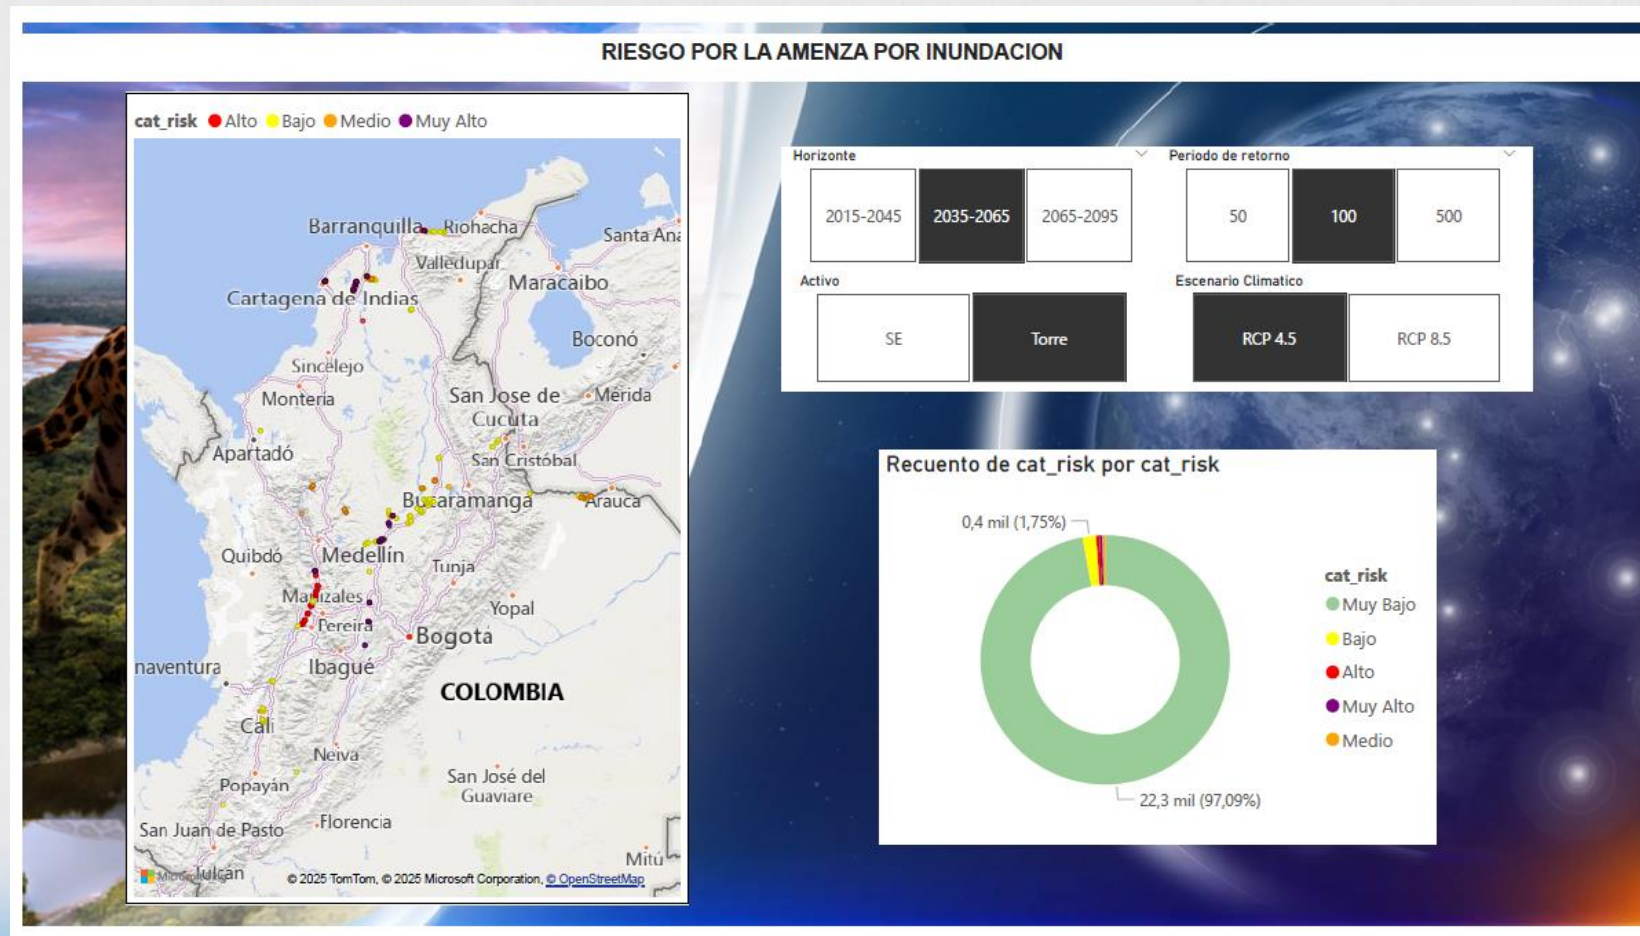 RIESGO POR LA AMENZA POR INUNDACION
cat_risk Alto Bajo Medio Muy Alto
Barranquilla
Riohacha
Santa Ana
Valledupar
Maracaibo
Cartagena de Indias
Boconó
Sincelejo
Montería
San Jose de
Cucuta
Mérida
Apartadó
San Cristóbal
Bucaramanga
Arauca
Quibdó
Medellín
Tunja
Manizales
Yopal
Pereira
Bogotá
naventura
Ibagué
COLOMBIA
Cali
Neiva
San José del
Guaviare
Popayán
San Juan de Pasto
Florencia
Mitú
Tulcán
© 2025 TomTom, © 2025 Microsoft Corporation, © OpenStreetMap
Horizonte
2015-2045 2035-2065 2065-2095
Periodo de retorno
50 100 500
Activo
SE Torre
Escenario Climatico
RCP 4.5 RCP 8.5
Recuento de cat_risk por cat_risk
0,4 mil (1,75%)
22,3 mil (97,09%)
cat_risk
Muy Bajo
Bajo
Alto
Muy Alto
Medio